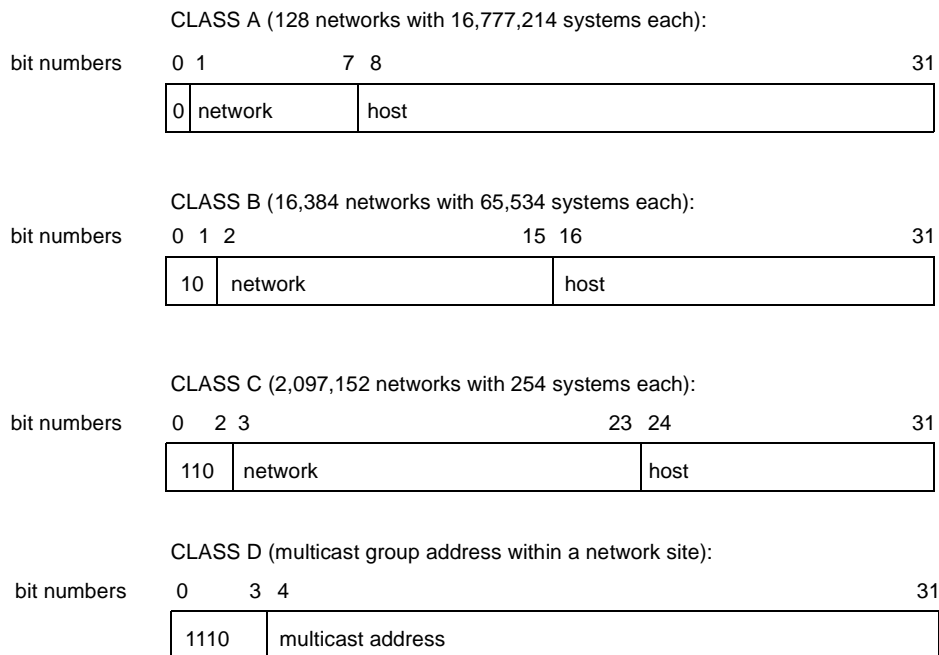 CLASS A (128 networks with 16,777,214 systems each):
bit numbers 0 1 7 8 31
0 network host
CLASS B (16,384 networks with 65,534 systems each):
bit numbers 0 1 2 15 16 31
10 network host
CLASS C (2,097,152 networks with 254 systems each):
bit numbers 0 2 3 23 24 31
110 network host
CLASS D (multicast group address within a network site):
bit numbers 0 3 4 31
1110 multicast address